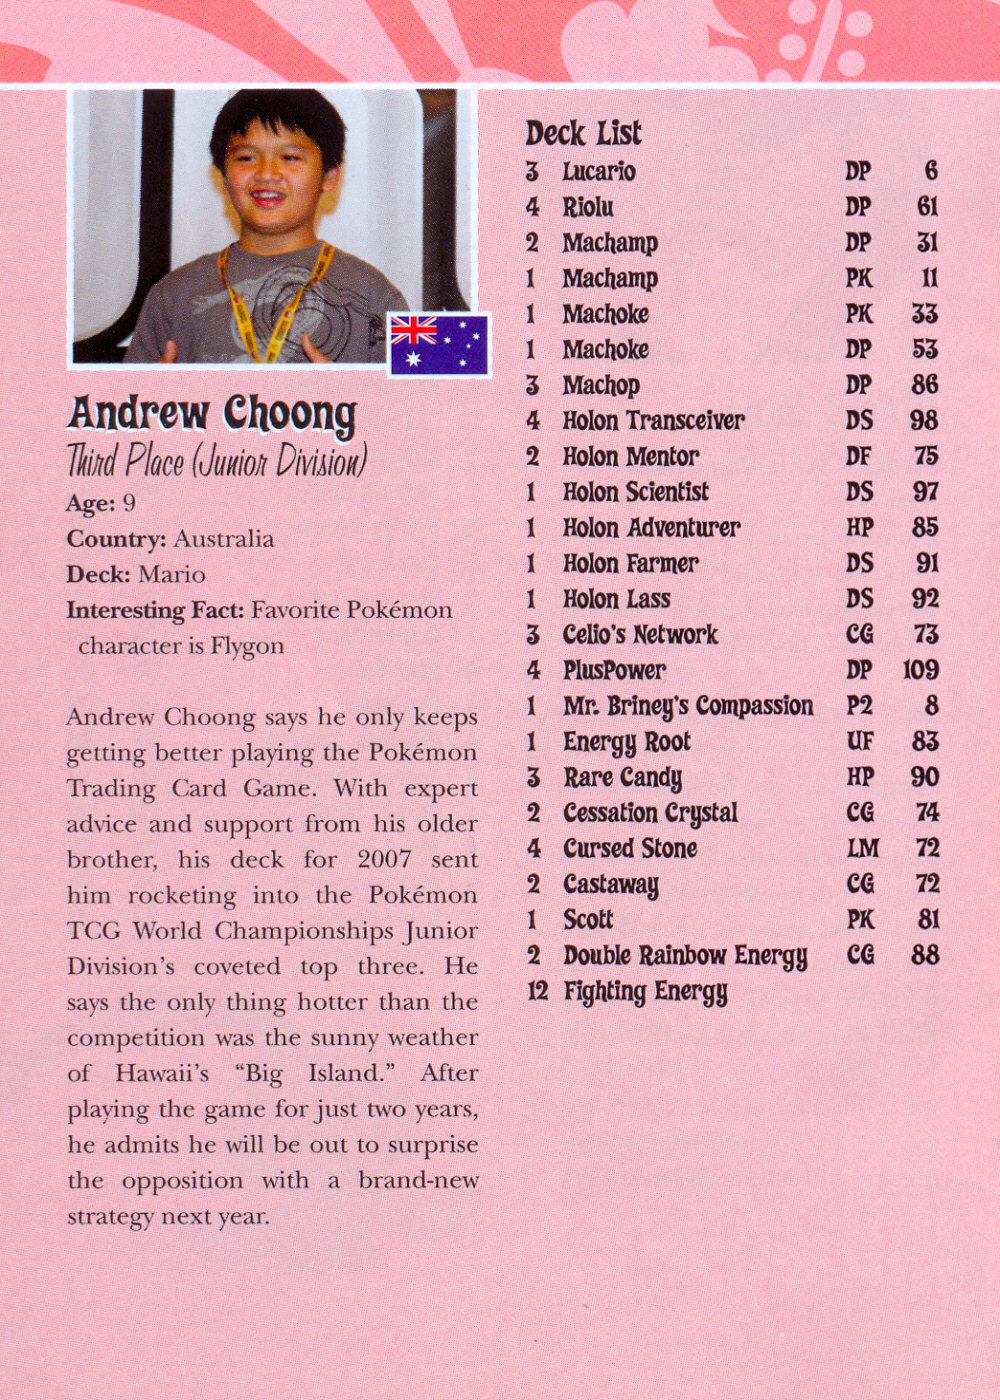 Andrew Choong
Third Place (Junior Division)
Age: 9
Country: Australia
Deck: Mario
Interesting Fact: Favorite Pokémon
character is Flygon
Andrew Choong says he only keeps
getting better playing the Pokémon
Trading Card Game. With expert
advice and support from his older
brother, his deck for 2007 sent
him rocketing into the Pokémon
TCG World Championships Junior
Division's coveted top three. He
says the only thing hotter than the
competition was the sunny weather
of Hawaii's “Big Island.” After
playing the game for just two years,
he admits he will be out to surprise
the opposition with a brand-new
strategy next year.
Deck List
3 Lucario DP 6
4 Riolu DP 61
2 Machamp DP 31
1 Machamp PK 11
1 Machoke PK 33
1 Machoke DP 53
3 Machop DP 86
4 Holon Transceiver DS 98
2 Holon Mentor DF 75
1 Holon Scientist DS 97
1 Holon Adventurer HP 85
1 Holon Farmer DS 91
1 Holon Lass DS 92
3 Celio's Network CG 73
4 PlusPower DP 109
1 Mr. Briney's Compassion P2 8
1 Energy Root UF 83
3 Rare Candy HP 90
2 Cessation Crystal CG 74
4 Cursed Stone LM 72
2 Castaway CG 72
1 Scott PK 81
2 Double Rainbow Energy CG 88
12 Fighting Energy